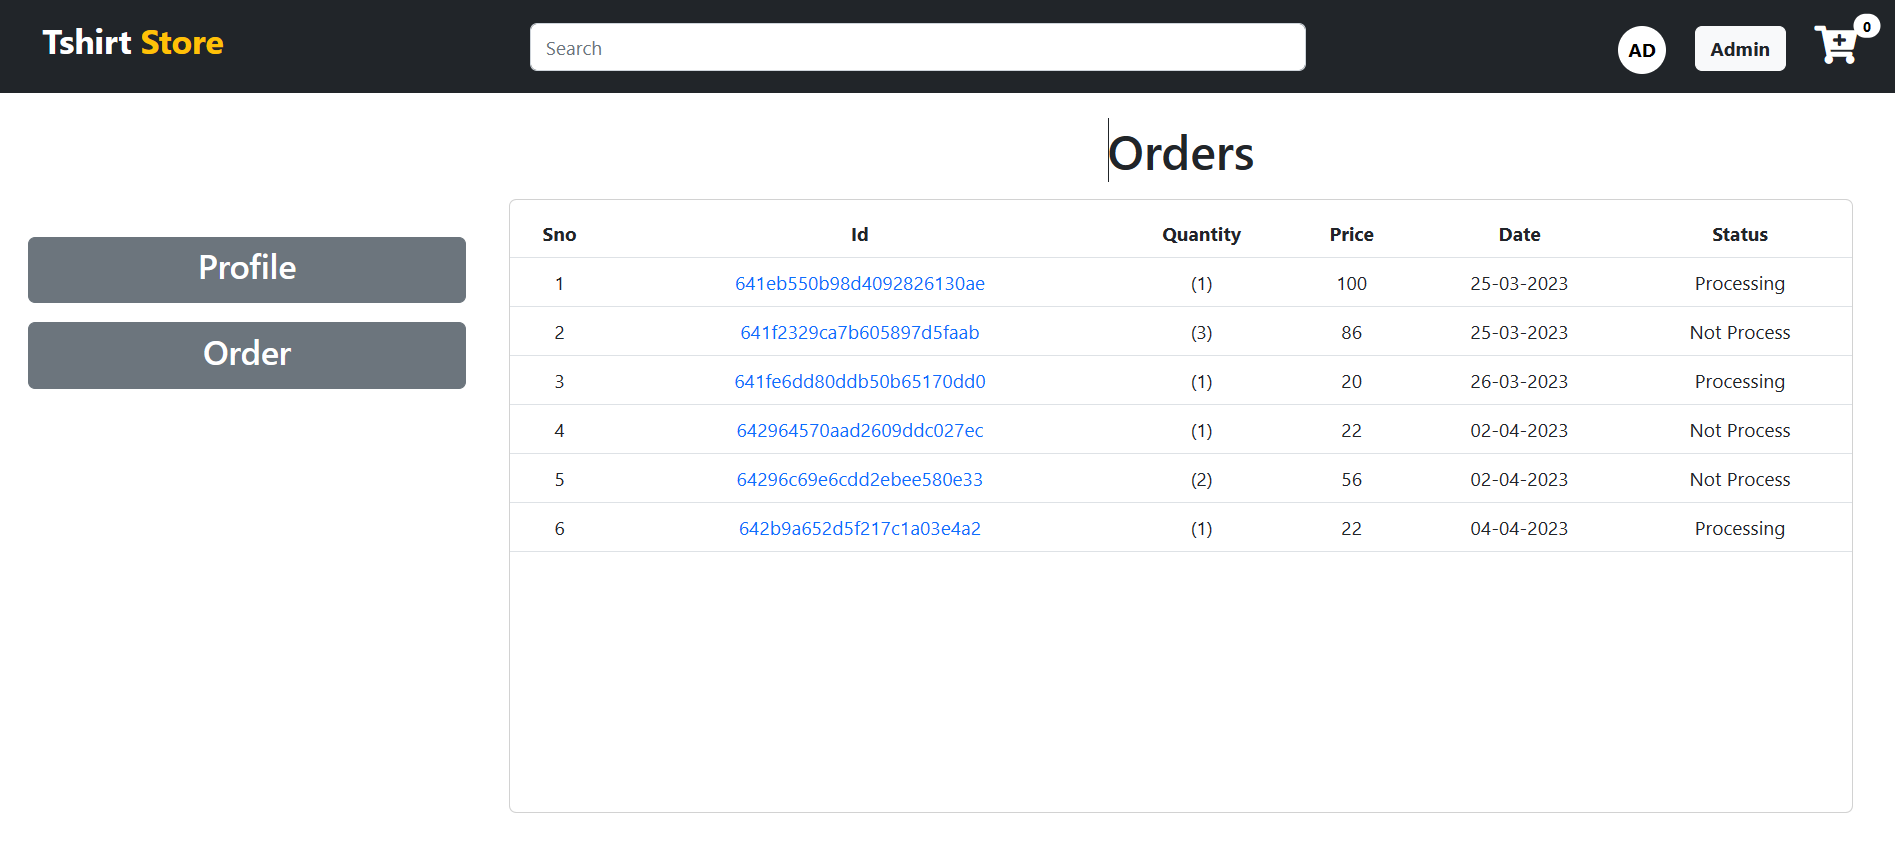 Tshirt Store
Search
AD
Admin
0
Orders
Profile
Order
Sno Id Quantity Price Date Status
1 641eb550b98d4092826130ae (1) 100 25-03-2023 Processing
2 641f2329ca7b605897d5faab (3) 86 25-03-2023 Not Process
3 641fe6dd80ddb50b65170dd0 (1) 20 26-03-2023 Processing
4 642964570aad2609ddc027ec (1) 22 02-04-2023 Not Process
5 64296c69e6cdd2ebee580e33 (2) 56 02-04-2023 Not Process
6 642b9a652d5f217c1a03e4a2 (1) 22 04-04-2023 Processing